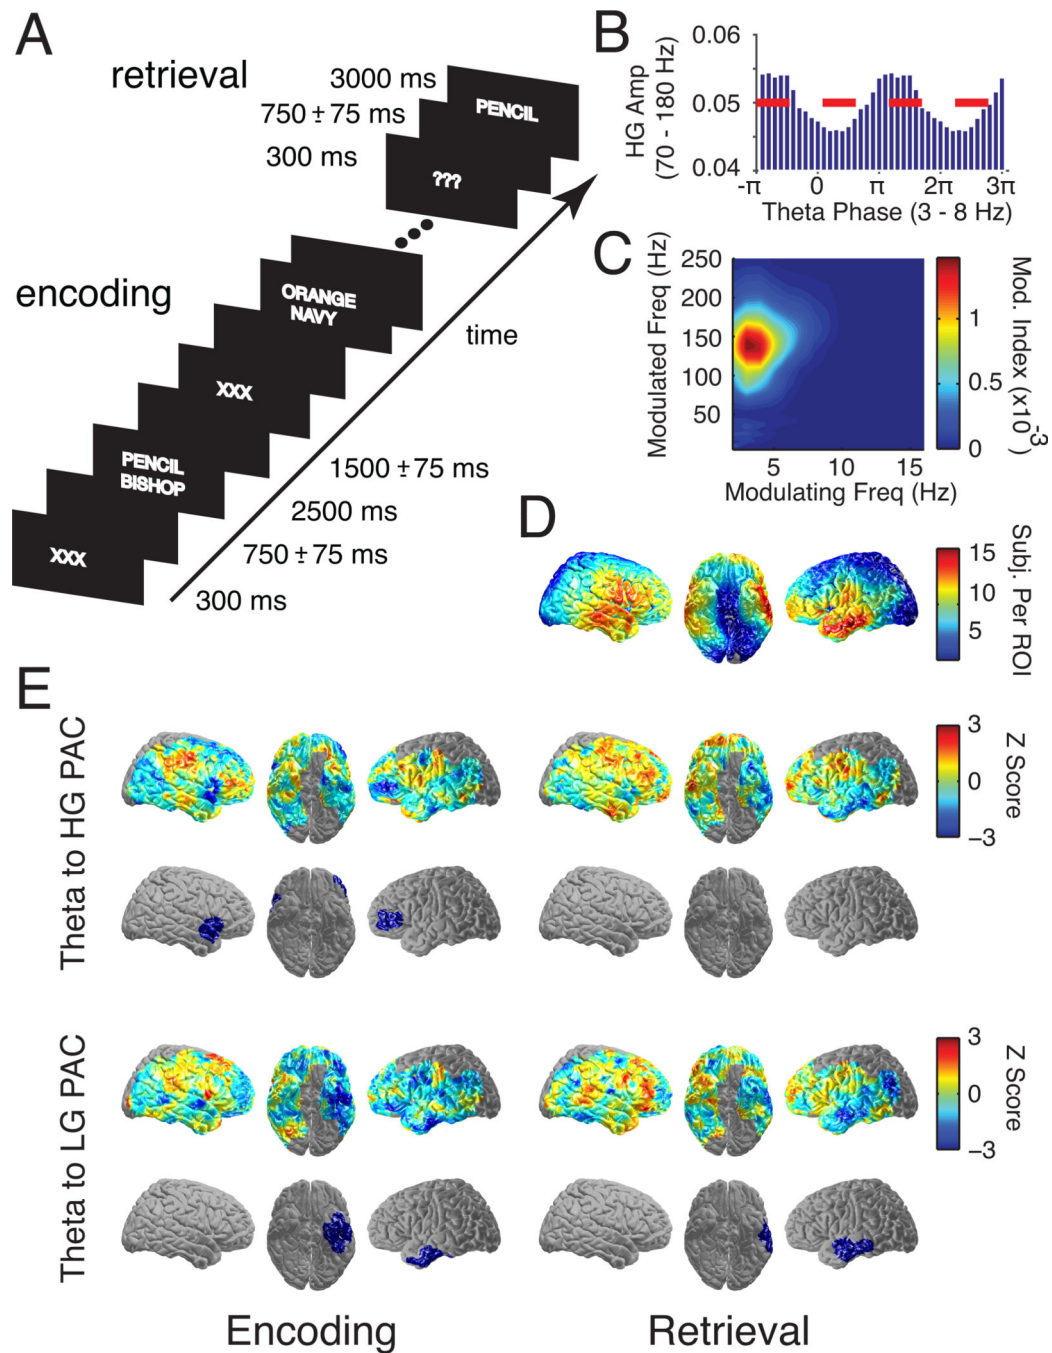 A
retrieval
3000 ms
750 ± 75 ms
300 ms
PENCIL
???
encoding
ORANGE
NAVY
time
XXX
PENCIL
BISHOP
XXX
1500 ± 75 ms
2500 ms
750 ± 75 ms
300 ms
B
HG Amp
(70 - 180 Hz)
0.06
0.05
0.04
-π 0 π 2π 3π
Theta Phase (3 - 8 Hz)
C
Modulated Freq (Hz)
250
200
150
100
50
5 10 15
Modulating Freq (Hz)
1
0.5
0
Mod. Index (x10-3)
D
15
10
5
Subj. Per ROI
E
Theta to HG PAC
3
0
−3
Z Score
Theta to LG PAC
3
0
−3
Z Score
Encoding
Retrieval